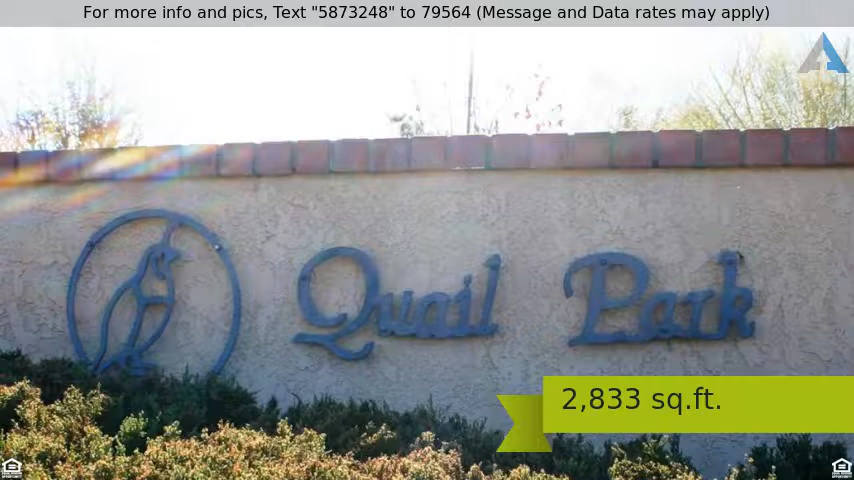 For more info and pics, Text "5873248" to 79564 (Message and Data rates may apply)
Quail Park
2,833 sq.ft.